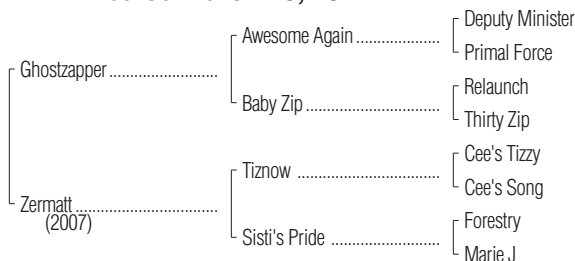 Deputy Minister
Awesome Again
Primal Force
Ghostzapper
Relaunch
Baby Zip
Thirty Zip
Cee's Tizzy
Tiznow
Cee's Song
Zermatt
(2007)
Forestry
Sisti's Pride
Marie J